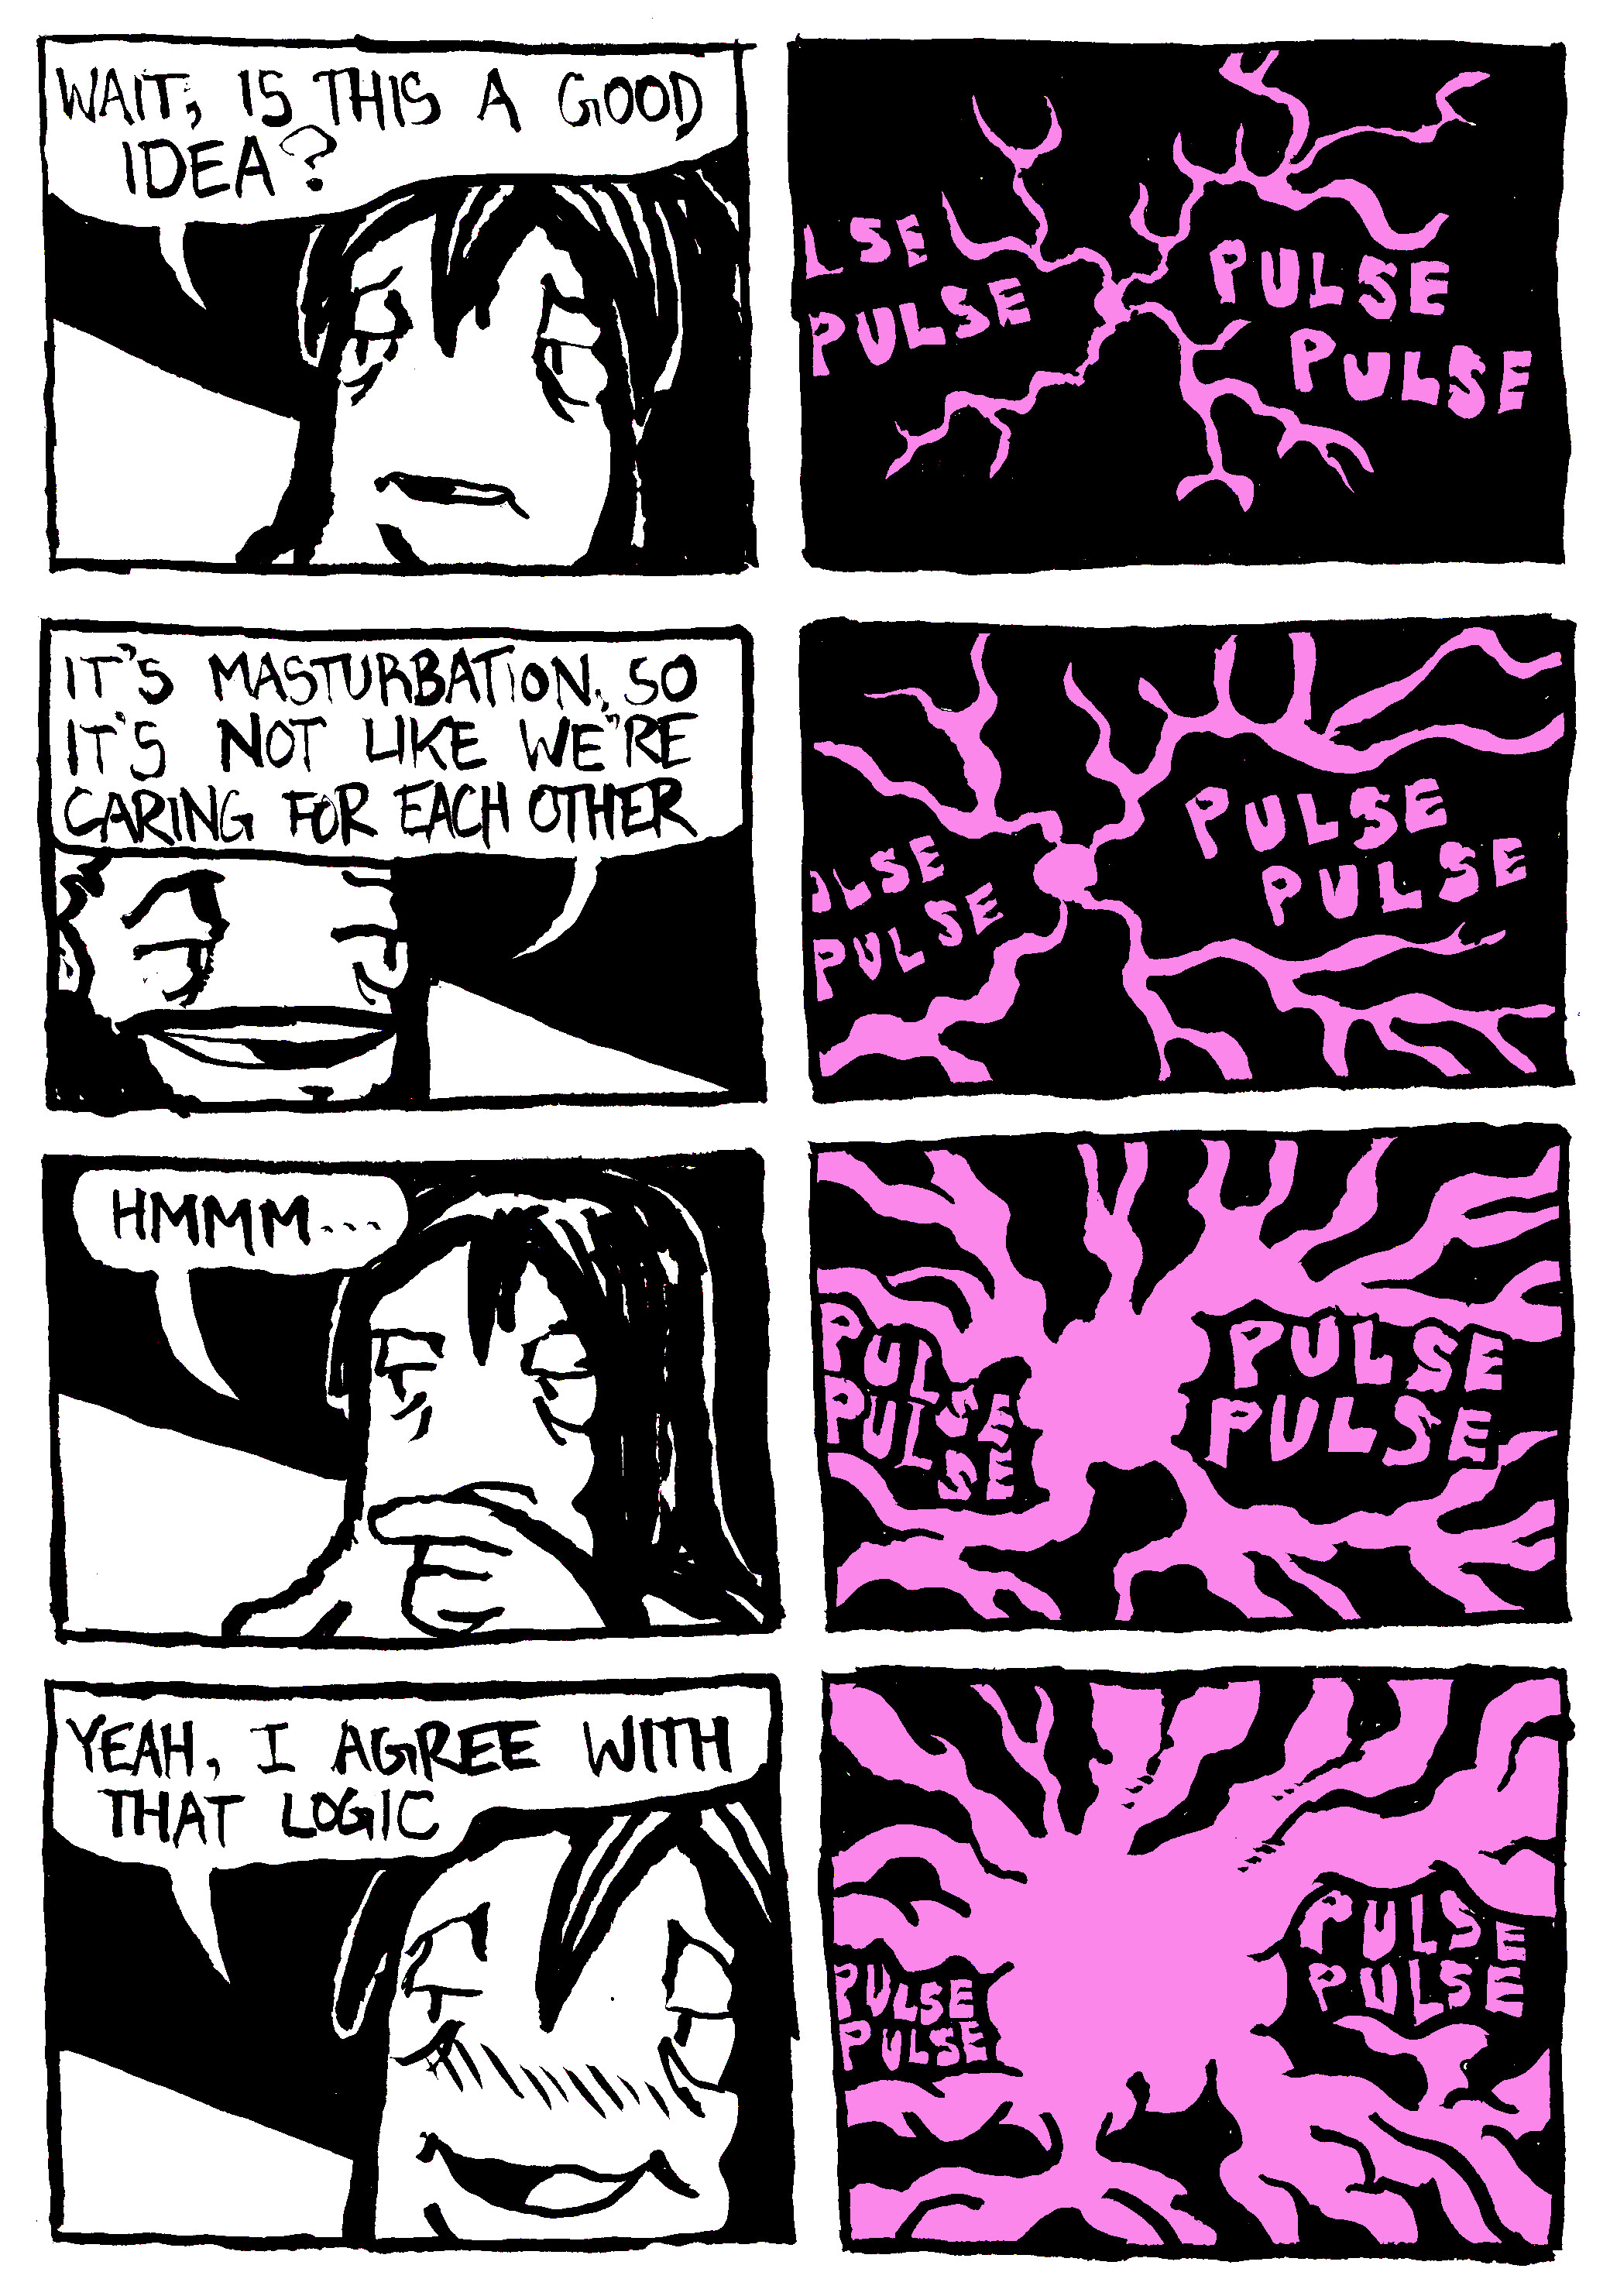 WAIT, IS THIS A GOOD
IDEA?
LSE
PULSE
PULSE
PULSE
IT'S MASTURBATION, SO
IT'S NOT LIKE WE'RE
CARING FOR EACH OTHER
ULSE
PULSE
PULSE
PULSE
HMMM...
PULSE
PULSE
SE
PULSE
PULSE
YEAH, I AGREE WITH
THAT LOGIC
PULSE
PULSE
PULSE
PULSE